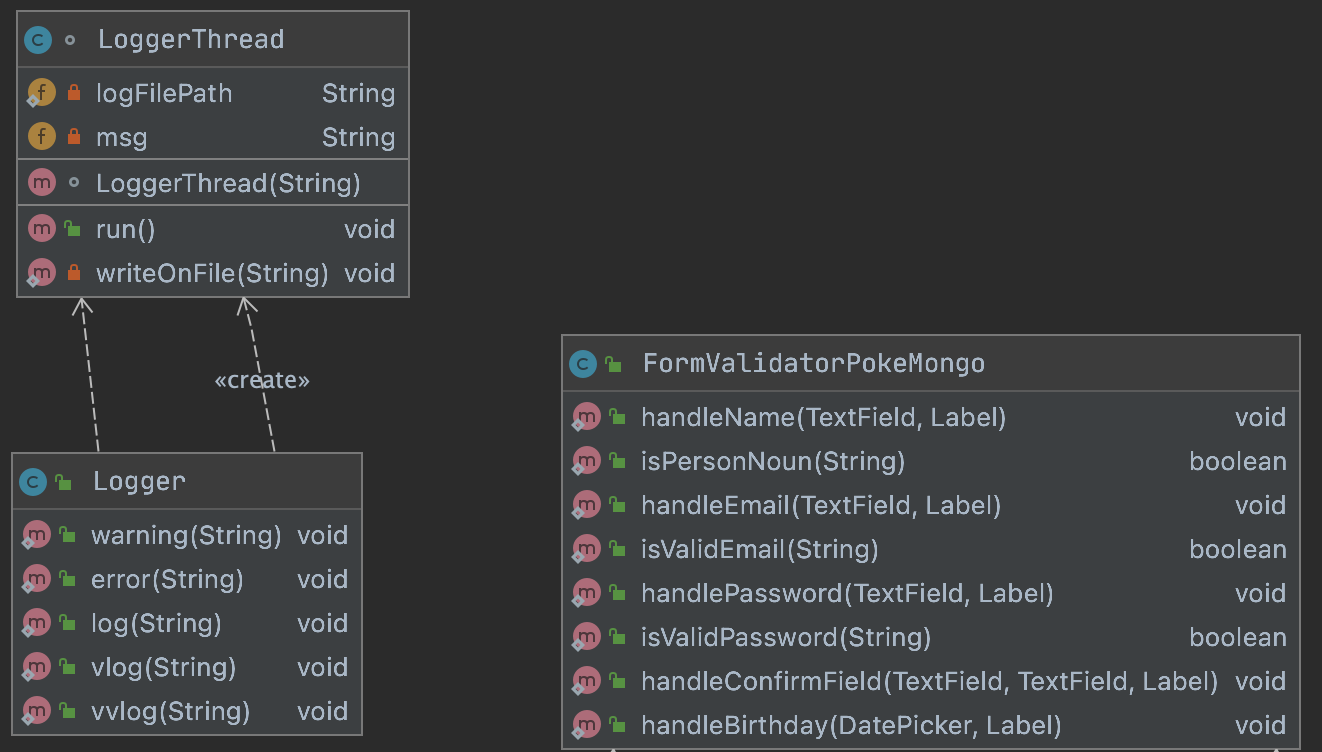 LoggerThread
logFilePath String
msg String
LoggerThread(String)
run() void
writeOnFile(String) void
«create»
Logger
warning(String) void
error(String) void
log(String) void
vlog(String) void
vvlog(String) void
FormValidatorPokeMongo
handleName(TextField, Label) void
isPersonNoun(String) boolean
handleEmail(TextField, Label) void
isValidEmail(String) boolean
handlePassword(TextField, Label) void
isValidPassword(String) boolean
handleConfirmField(TextField, TextField, Label) void
handleBirthday(DatePicker, Label) void